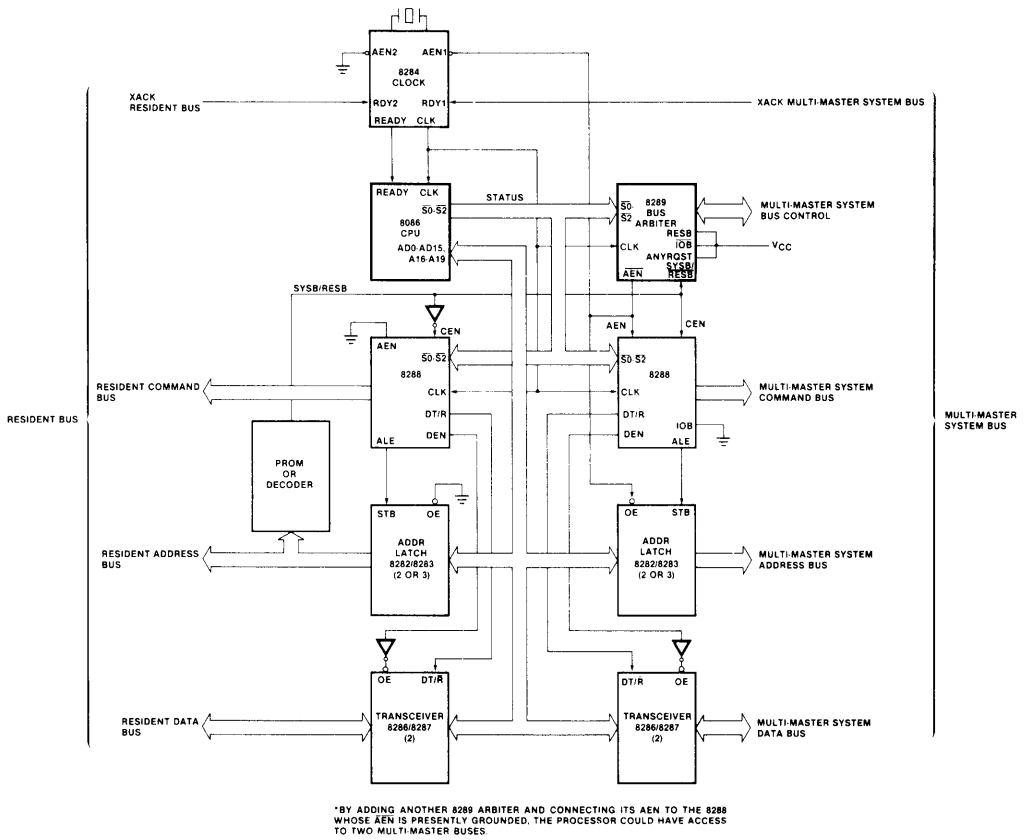 AEN2 AEN1
8284
CLOCK
XACK
RESIDENT BUS
RDY2 RDY1
XACK MULTI-MASTER SYSTEM BUS
READY CLK
READY CLK
STATUS
S0-S2
8086
CPU
AD0-AD15,
A16-A19
8289
BUS
ARBITER
S0-
S2
RESB
IOB
CLK
ANYRQST
SYSB/
RESB
AEN
MULTI-MASTER SYSTEM
BUS CONTROL
VCC
SYSB/RESB
CEN
AEN
CEN
AEN
S0-S2
8288
CLK
DT/R
DEN
ALE
S0-S2
8288
CLK
DT/R
DEN
IOB
ALE
RESIDENT COMMAND
BUS
MULTI-MASTER SYSTEM
COMMAND BUS
RESIDENT BUS
MULTI-MASTER
SYSTEM BUS
PROM
OR
DECODER
STB OE
ADDR
LATCH
8282/8283
(2 OR 3)
OE STB
ADDR
LATCH
8282/8283
(2 OR 3)
RESIDENT ADDRESS
BUS
MULTI-MASTER SYSTEM
ADDRESS BUS
OE DT/R
TRANSCEIVER
8286/8287
(2)
DT/R OE
TRANSCEIVER
8286/8287
(2)
RESIDENT DATA
BUS
MULTI-MASTER SYSTEM
DATA BUS
*BY ADDING ANOTHER 8289 ARBITER AND CONNECTING ITS AEN TO THE 8288
WHOSE AEN IS PRESENTLY GROUNDED, THE PROCESSOR COULD HAVE ACCESS
TO TWO MULTI-MASTER BUSES.